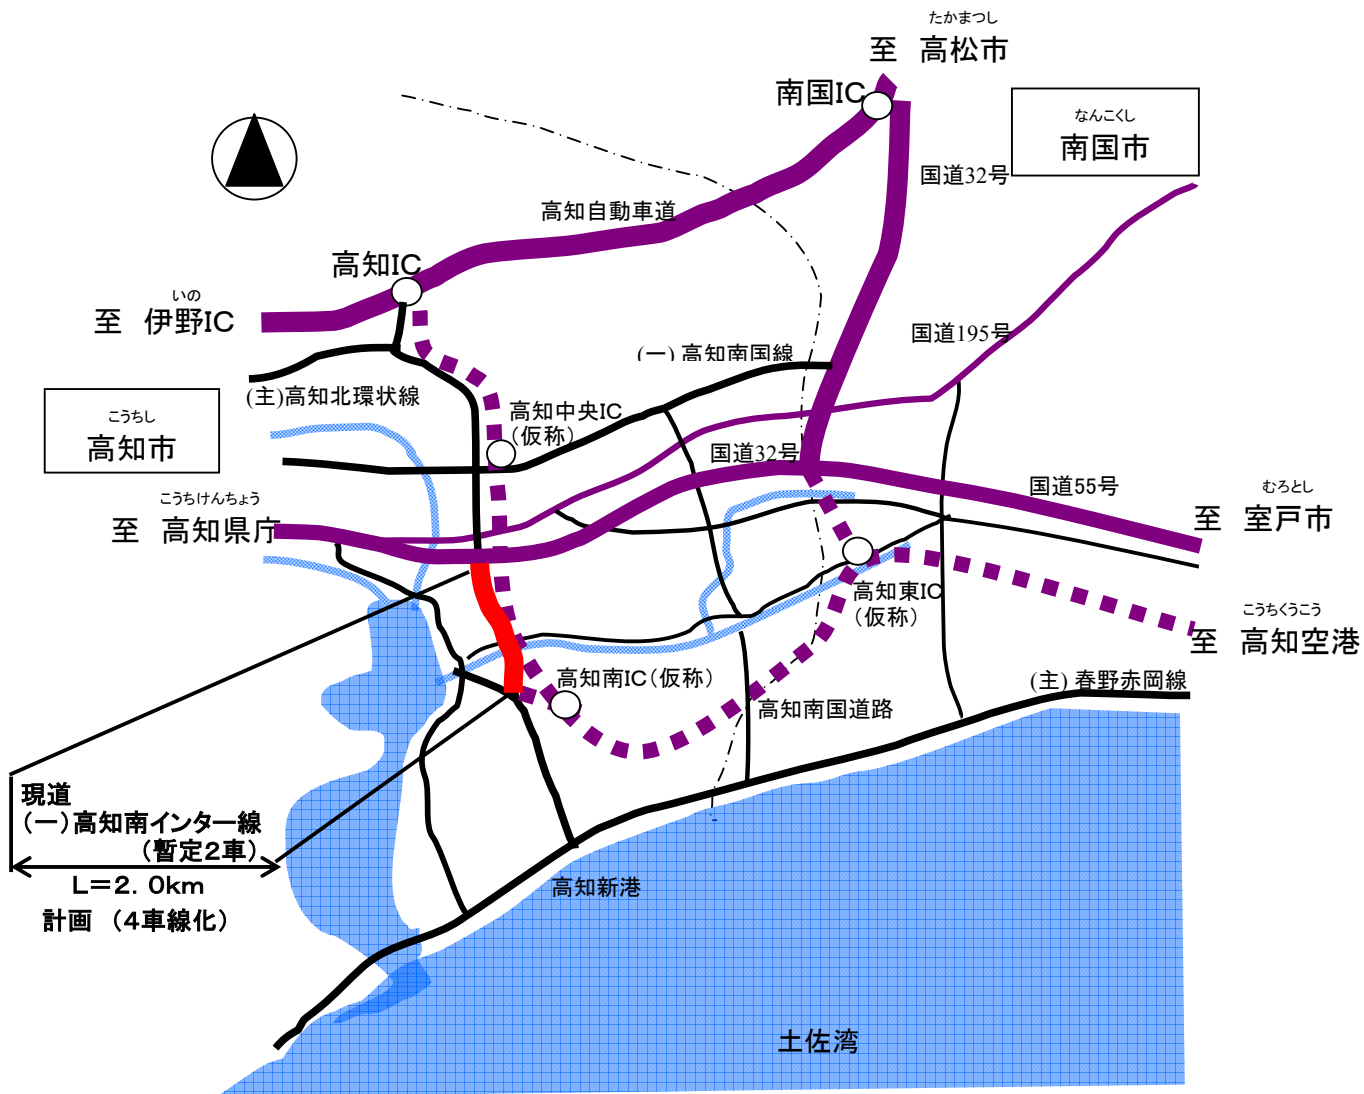 たかまつし
至 高松市
南国IC
なんこくし
南国市
国道32号
高知自動車道
高知IC
いの
至 伊野IC
国道195号
(一) 高知南国線
(主)高知北環状線
こうちし
高知市
高知中央IC
(仮称)
国道32号
国道55号
むろとし
至 室戸市
こうちけんちょう
至 高知県庁
高知東IC
(仮称)
こうちくうこう
至 高知空港
高知南IC(仮称)
(主) 春野赤岡線
高知南国道路
現道
(一)高知南インター線
(暫定2車)
L=2.0km
計画 (4車線化)
高知新港
土佐湾